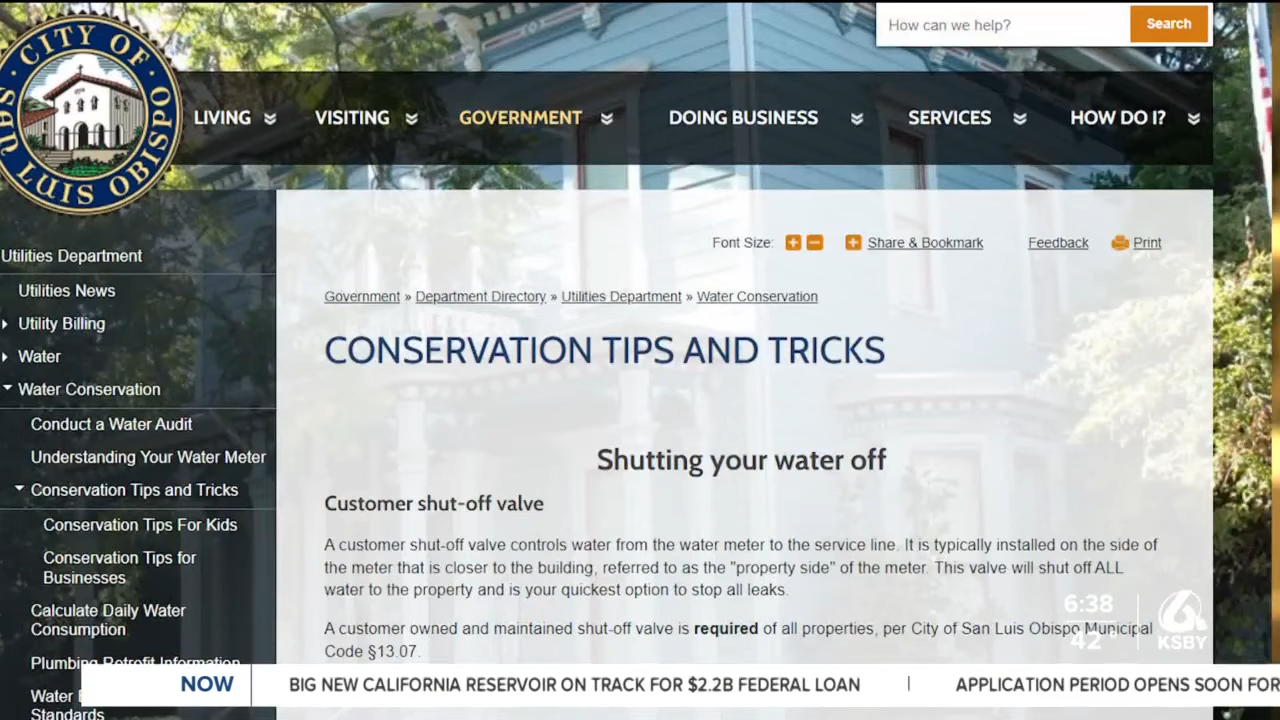 How can we help?
Search
CITY OF
SAN LUIS OBISPO
LIVING
VISITING
GOVERNMENT
DOING BUSINESS
SERVICES
HOW DO I?
Font Size:
Share & Bookmark
Feedback
Print
Utilities Department
Utilities News
Utility Billing
Water
Water Conservation
Conduct a Water Audit
Understanding Your Water Meter
Conservation Tips and Tricks
Conservation Tips For Kids
Conservation Tips for
Businesses
Calculate Daily Water
Consumption
Plumbing Retrofit Information
Water
Standards
Government » Department Directory » Utilities Department » Water Conservation
CONSERVATION TIPS AND TRICKS
Shutting your water off
Customer shut-off valve
A customer shut-off valve controls water from the water meter to the service line. It is typically installed on the side of
the meter that is closer to the building, referred to as the "property side" of the meter. This valve will shut off ALL
water to the property and is your quickest option to stop all leaks.
A customer owned and maintained shut-off valve is required of all properties, per City of San Luis Obispo Municipal
Code §13.07.
6:38
42°
6
KSBY
NOW
BIG NEW CALIFORNIA RESERVOIR ON TRACK FOR $2.2B FEDERAL LOAN | APPLICATION PERIOD OPENS SOON FOR